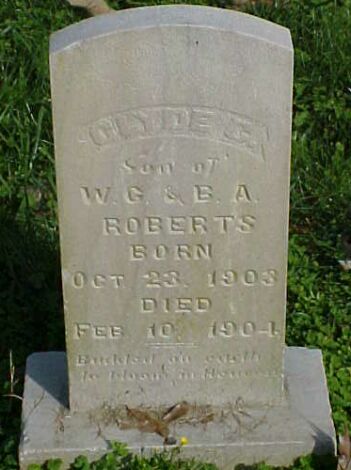 CLYDE C.
Son of
W. G. & B. A.
ROBERTS
BORN
OCT. 23, 1903
DIED
FEB. 10, 1904
Budded on earth
to bloom in Heaven